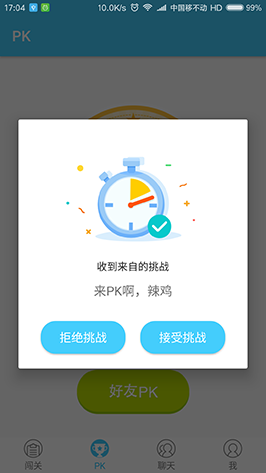 17:04
10.0K/s
中国移不动 HD
99%
PK
收到来自的挑战
来PK啊，辣鸡
拒绝挑战
接受挑战
好友PK
闯关
PK
聊天
我